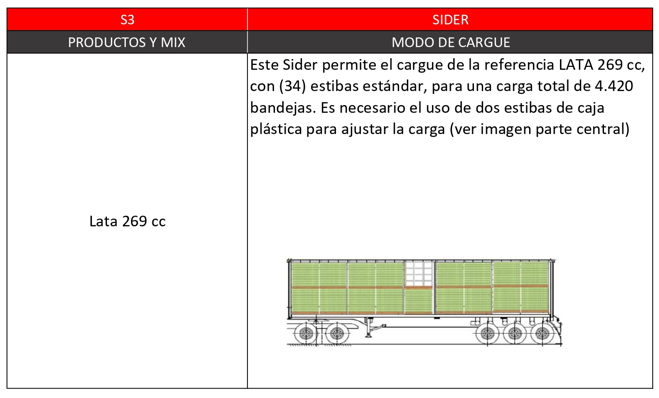 S3
SIDER
PRODUCTOS Y MIX
MODO DE CARGUE
Este Sider permite el cargue de la referencia LATA 269 cc,
con (34) estibas estándar, para una carga total de 4.420
bandejas. Es necesario el uso de dos estibas de caja
plástica para ajustar la carga (ver imagen parte central)
Lata 269 cc